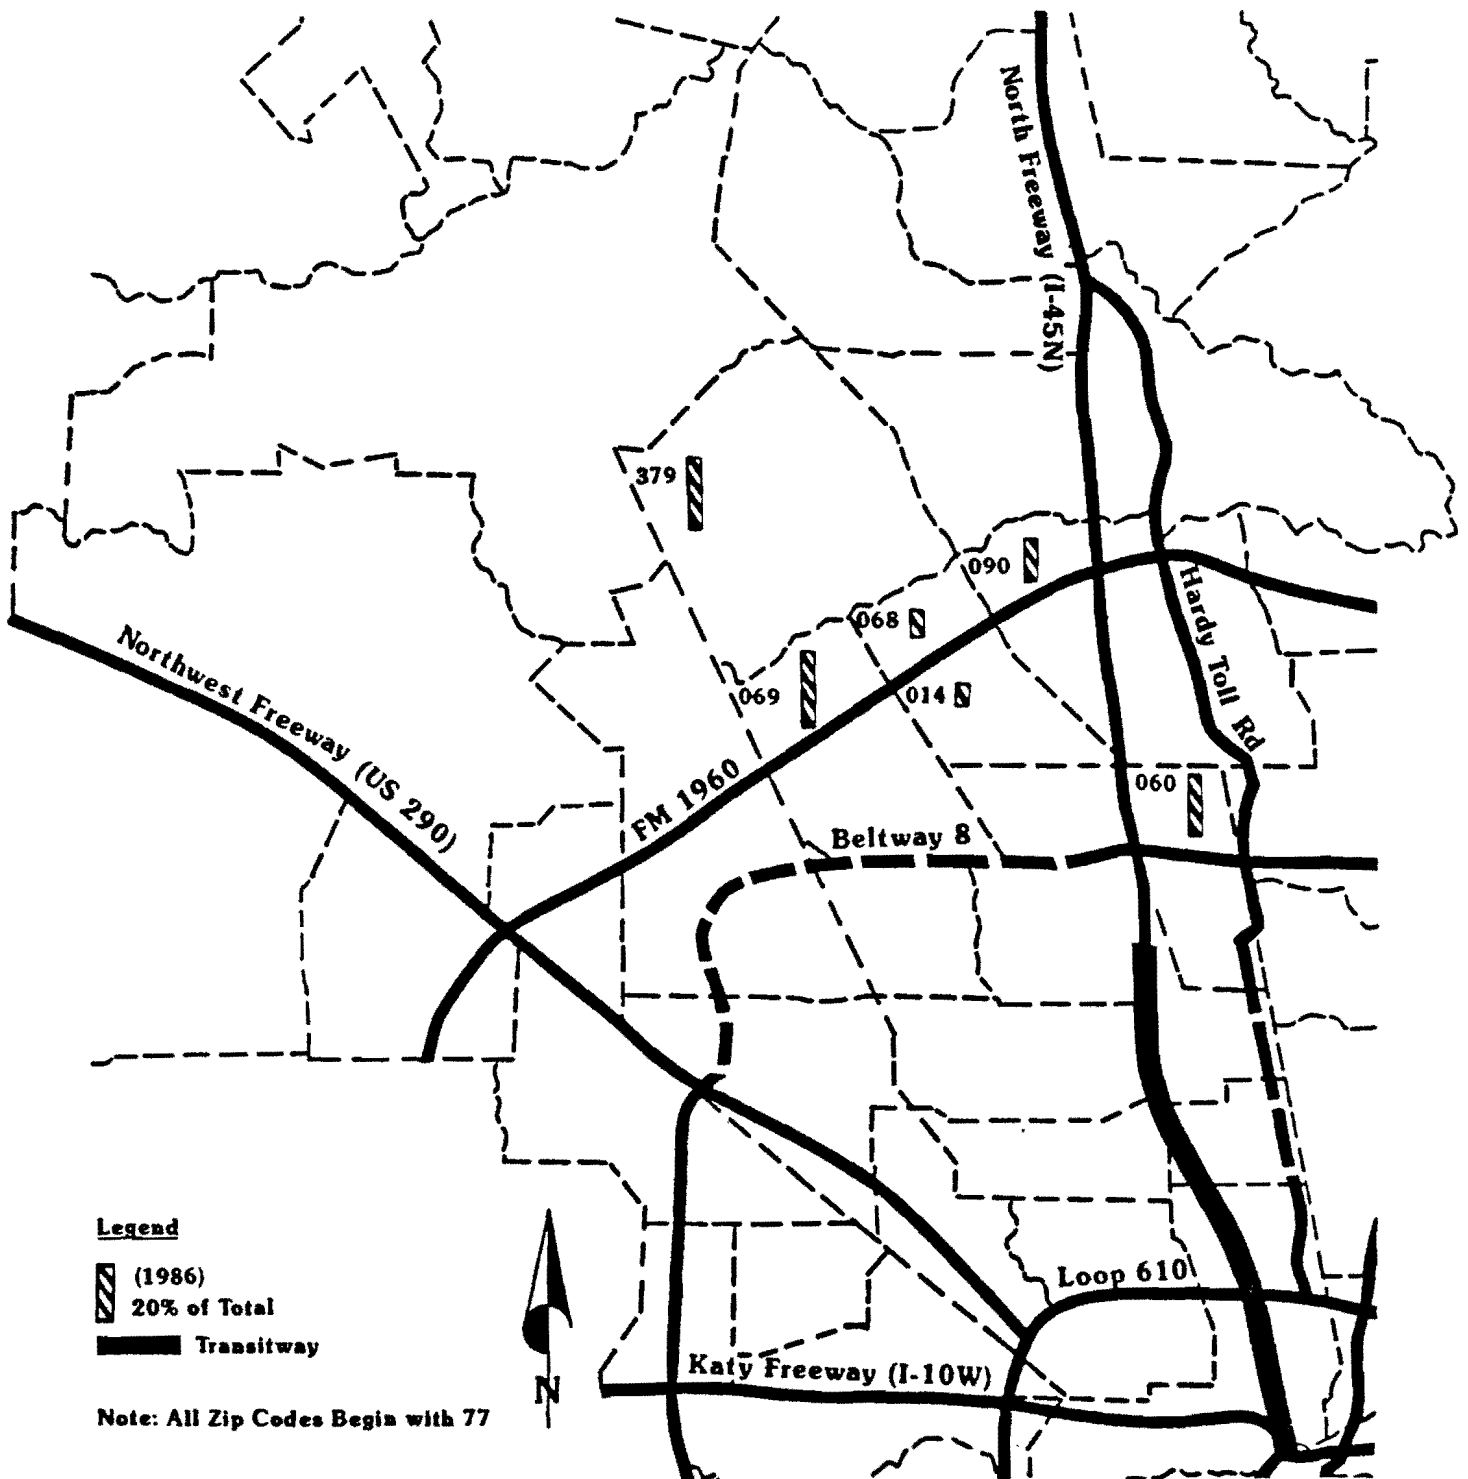 North Freeway (I-45N)
379
090
068
069
014
Hardy Toll Rd
Northwest Freeway (US 290)
FM 1960
060
Beltway 8
Legend
(1986)
20% of Total
Transitway
Loop 610
Katy Freeway (I-10W)
N
Note: All Zip Codes Begin with 77